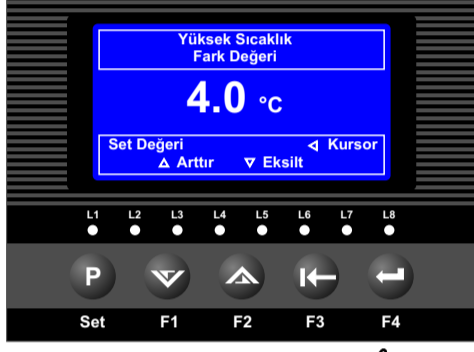 Yüksek Sıcaklık
Fark Değeri
4.0 °C
Set Değeri Kursor
Arttır Eksilt
L1 L2 L3 L4 L5 L6 L7 L8
P
Set F1 F2 F3 F4